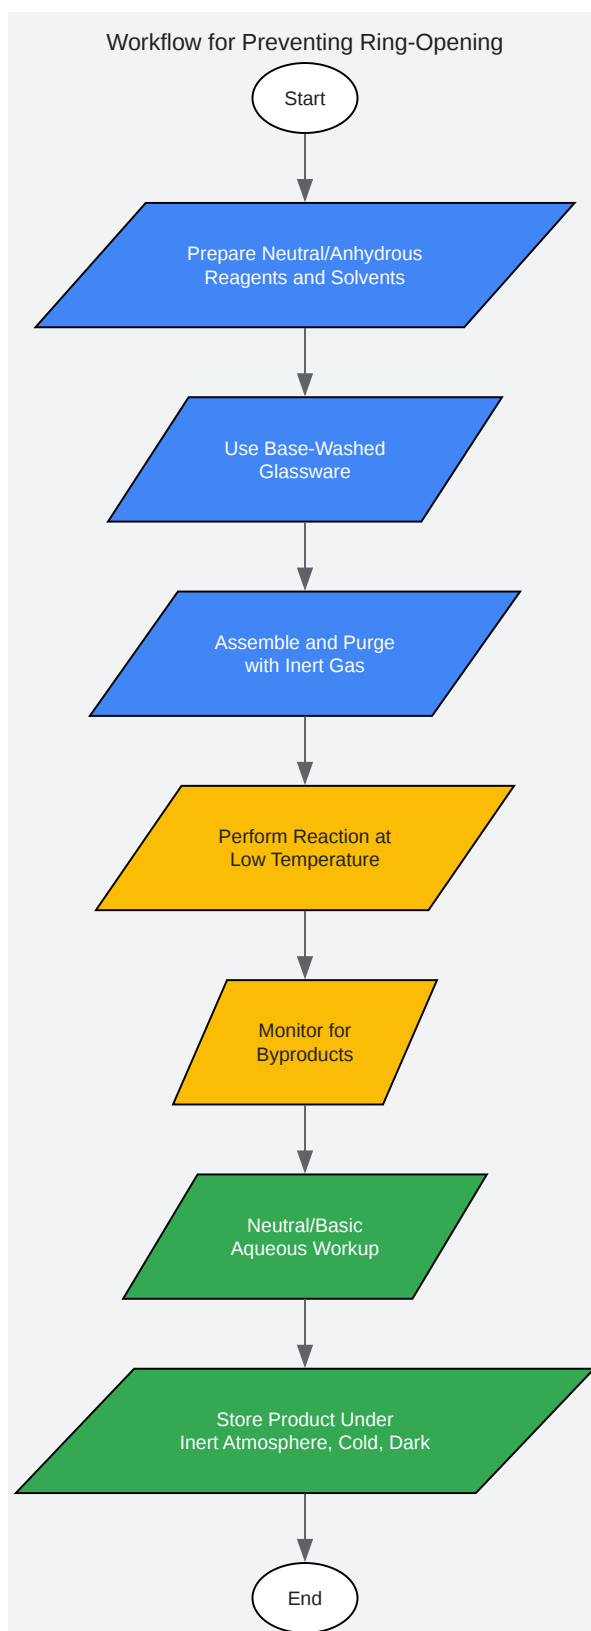 Workflow for Preventing Ring-Opening
Start
Prepare Neutral/Anhydrous
Reagents and Solvents
Use Base-Washed
Glassware
Assemble and Purge
with Inert Gas
Perform Reaction at
Low Temperature
Monitor for
Byproducts
Neutral/Basic
Aqueous Workup
Store Product Under
Inert Atmosphere, Cold, Dark
End